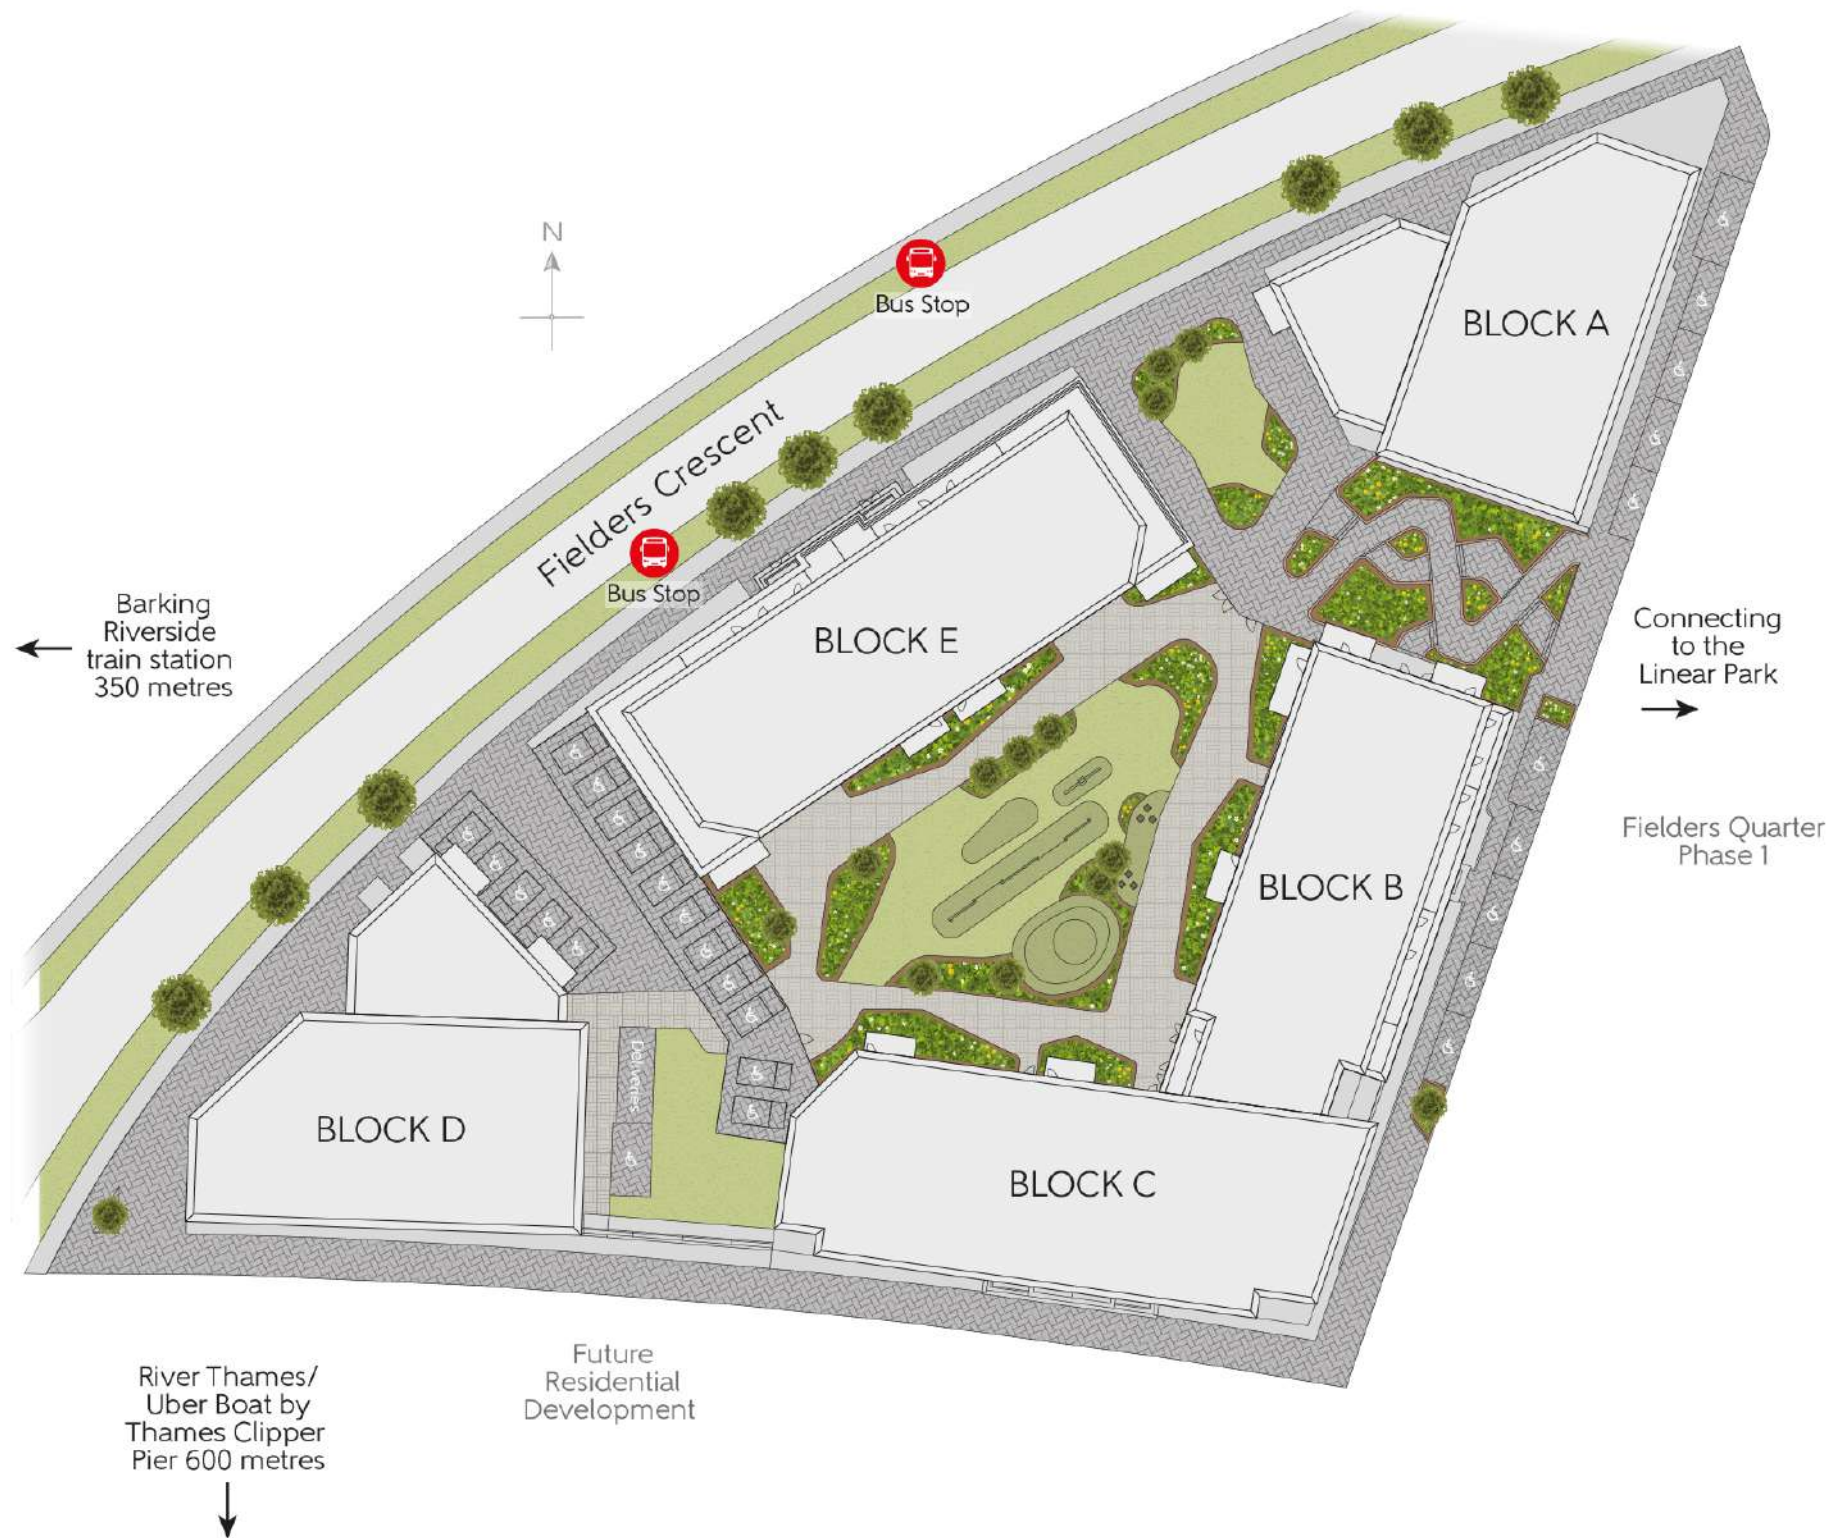 N
Bus Stop
BLOCK A
Fielders Crescent
Bus Stop
Barking
Riverside
train station
350 metres
BLOCK E
Connecting
to the
Linear Park
Fielders Quarter
Phase 1
BLOCK B
Deliveries
BLOCK D
BLOCK C
Future
Residential
Development
River Thames/
Uber Boat by
Thames Clipper
Pier 600 metres